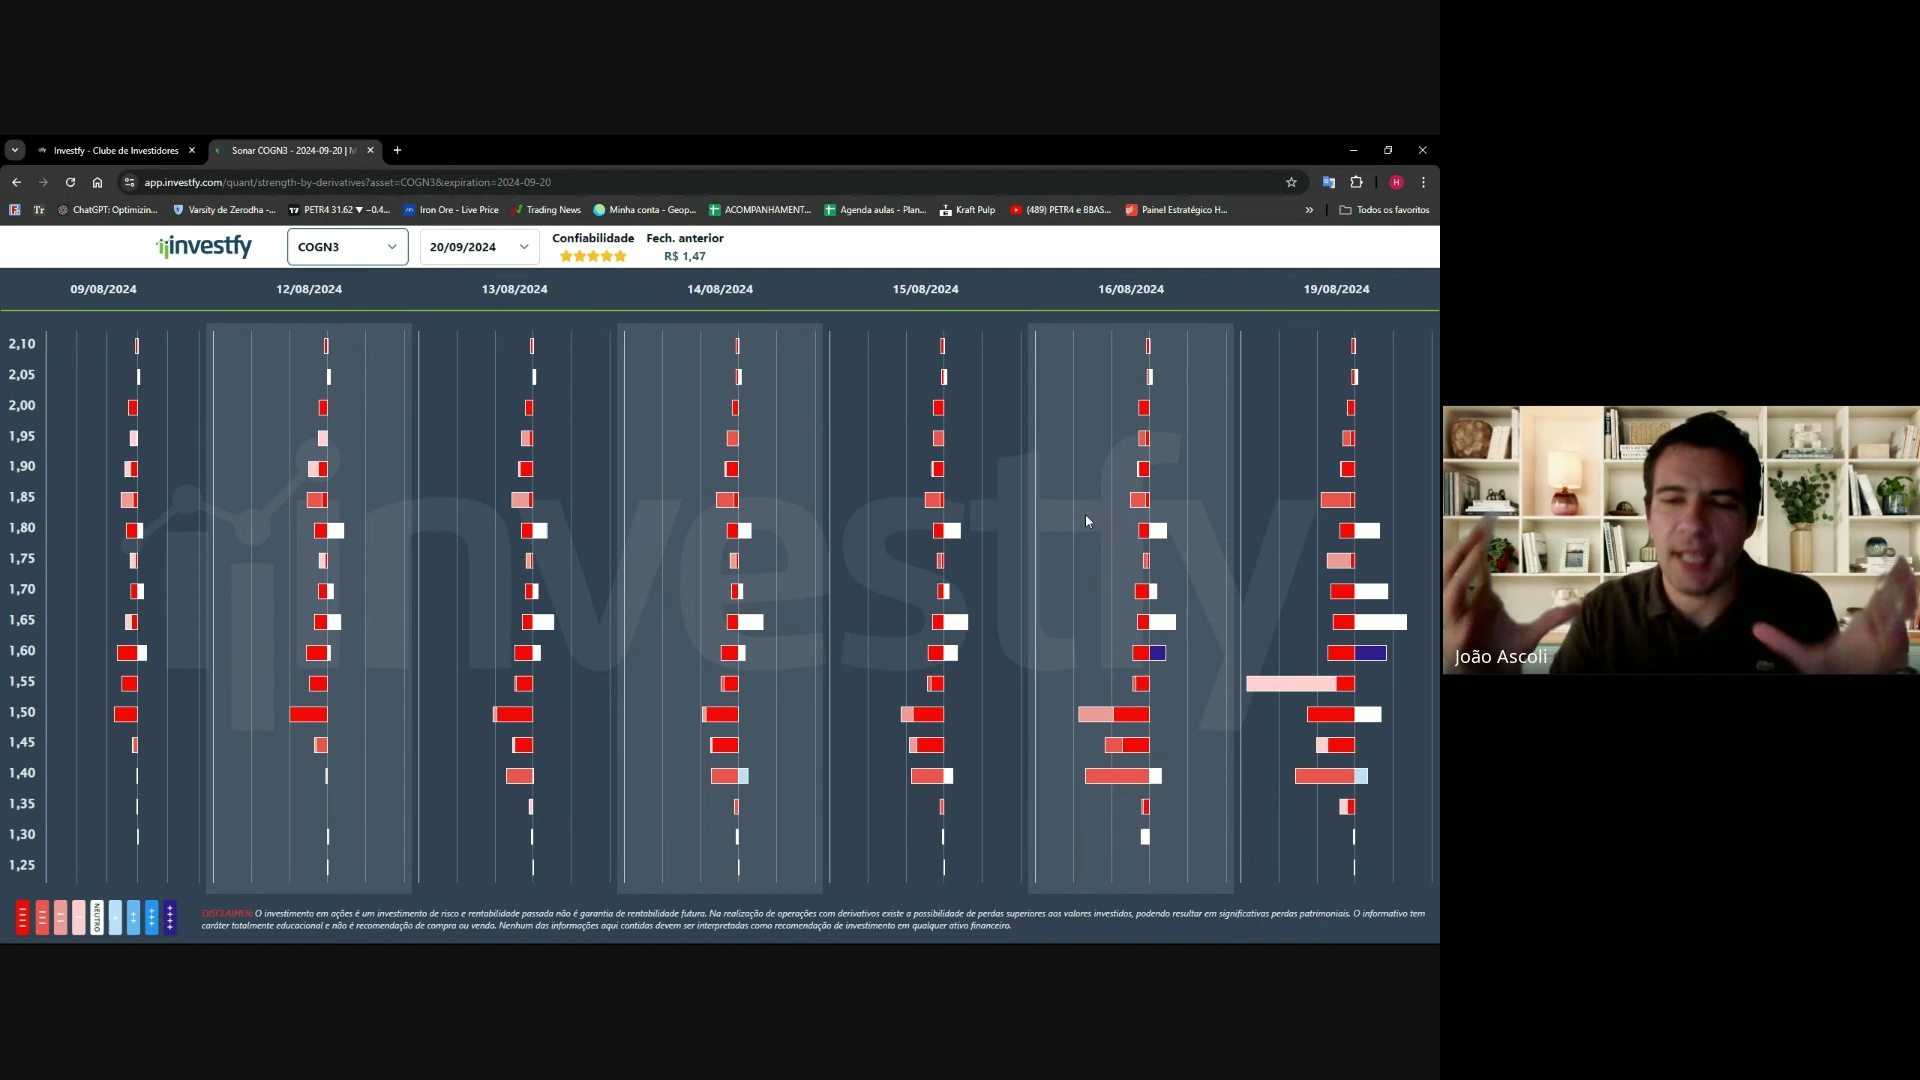 Investfy - Clube de Investidores
Sonar COGN3 - 2024-09-20 | M
app.investfy.com/quant/strength-by-derivatives?asset=COGN3&expiration=2024-09-20
Tr ChatGPT: Optimizin... Varsity de Zerodha -... PETR4 31.62 ▼ −0.4... Iron Ore - Live Price Trading News Minha conta - Geop... ACOMPANHAMENT... Agenda aulas - Plan... Kraft Pulp (489) PETR4 e BBAS... Painel Estratégico H... » Todos os favoritos
investfy
COGN3
20/09/2024
Confiabilidade
Fech. anterior
R$ 1,47
09/08/2024 12/08/2024 13/08/2024 14/08/2024 15/08/2024 16/08/2024 19/08/2024
2,10
2,05
2,00
1,95
1,90
1,85
1,80
1,75
1,70
1,65
1,60
1,55
1,50
1,45
1,40
1,35
1,30
1,25
investfy
NEUTRO
DISCLAIMER: O investimento em ações é um investimento de risco e rentabilidade passada não é garantia de rentabilidade futura. Na realização de operações com derivativos existe a possibilidade de perdas superiores aos valores investidos, podendo resultar em significativas perdas patrimoniais. O informativo tem
caráter totalmente educacional e não é recomendação de compra ou venda. Nenhum das informações aqui contidas devem ser interpretadas como recomendação de investimento em qualquer ativo financeiro.
João Ascoli